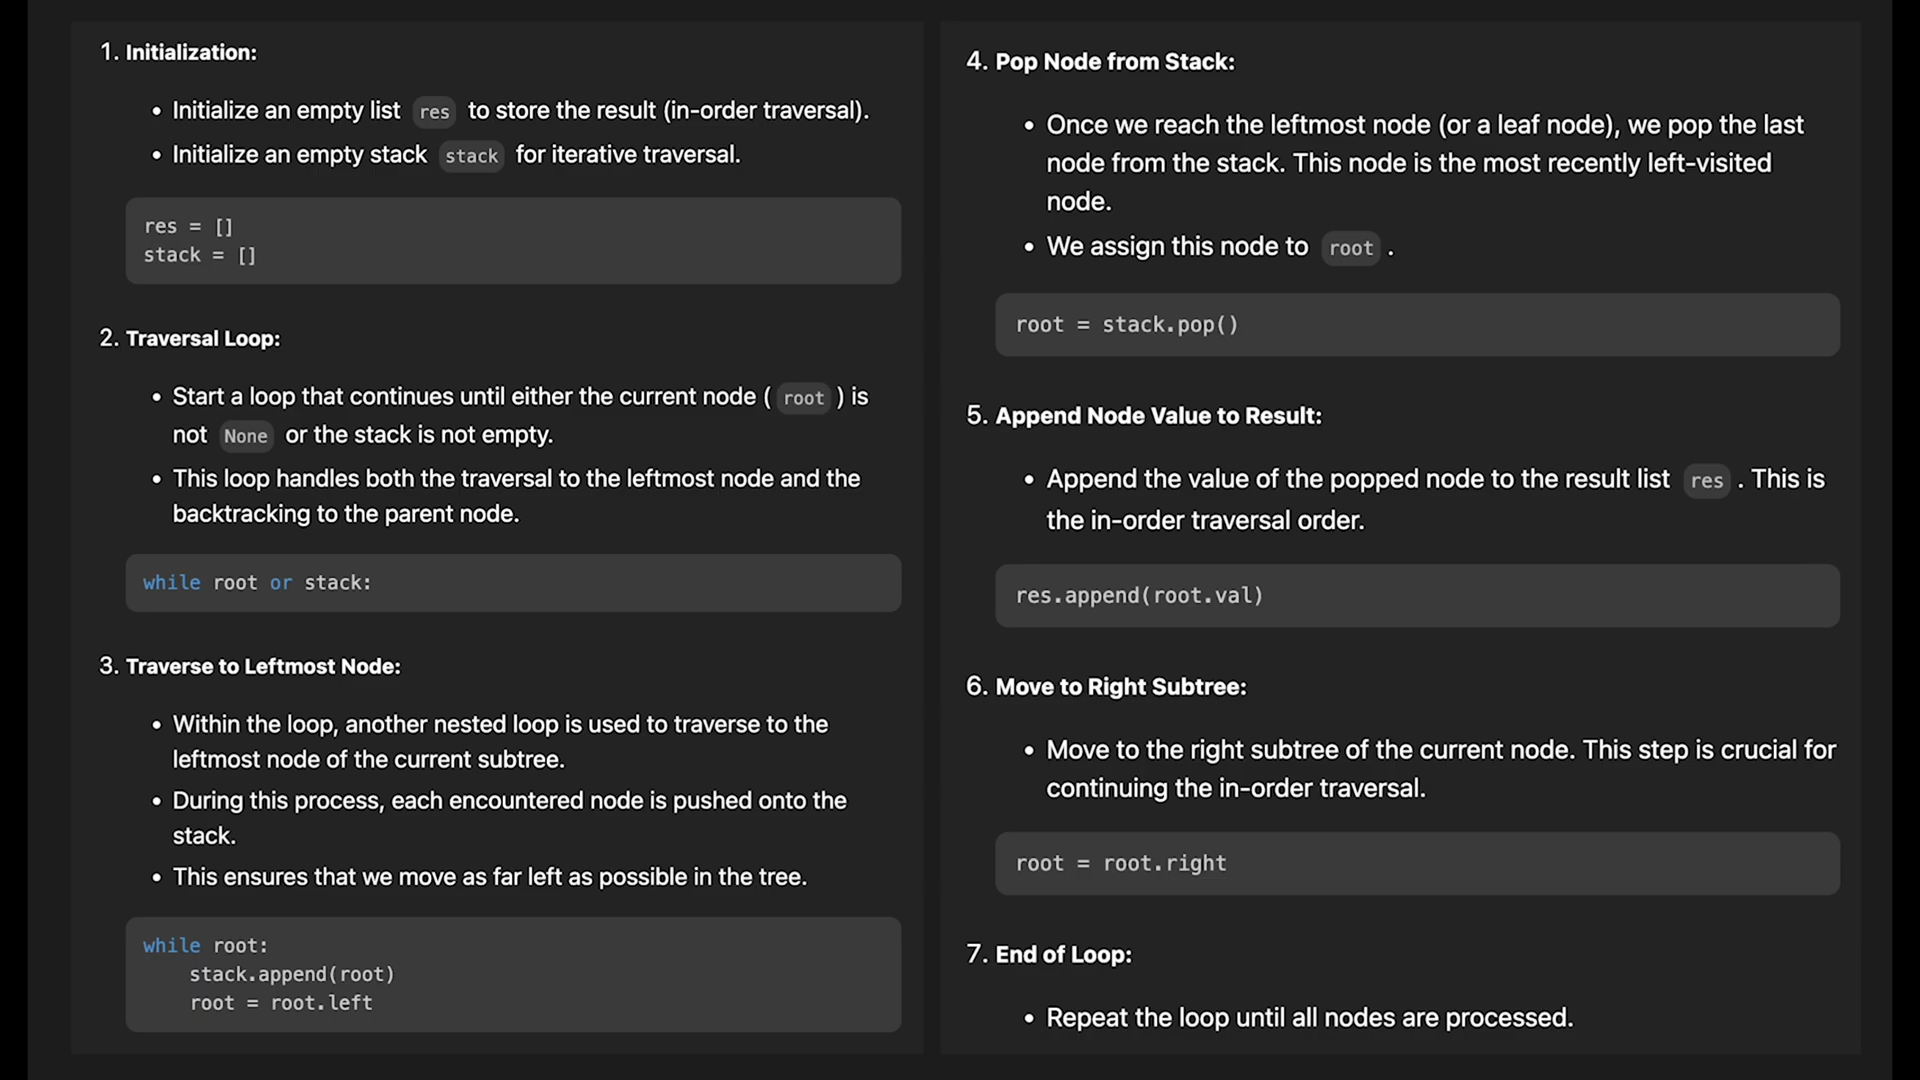 1. Initialization:
• Initialize an empty list res to store the result (in-order traversal).
• Initialize an empty stack stack for iterative traversal.
res = []
stack = []
2. Traversal Loop:
• Start a loop that continues until either the current node ( root ) is
not None or the stack is not empty.
• This loop handles both the traversal to the leftmost node and the
backtracking to the parent node.
while root or stack:
3. Traverse to Leftmost Node:
• Within the loop, another nested loop is used to traverse to the
leftmost node of the current subtree.
• During this process, each encountered node is pushed onto the
stack.
• This ensures that we move as far left as possible in the tree.
while root:
    stack.append(root)
    root = root.left
4. Pop Node from Stack:
• Once we reach the leftmost node (or a leaf node), we pop the last
node from the stack. This node is the most recently left-visited
node.
• We assign this node to root .
root = stack.pop()
5. Append Node Value to Result:
• Append the value of the popped node to the result list res . This is
the in-order traversal order.
res.append(root.val)
6. Move to Right Subtree:
• Move to the right subtree of the current node. This step is crucial for
continuing the in-order traversal.
root = root.right
7. End of Loop:
• Repeat the loop until all nodes are processed.